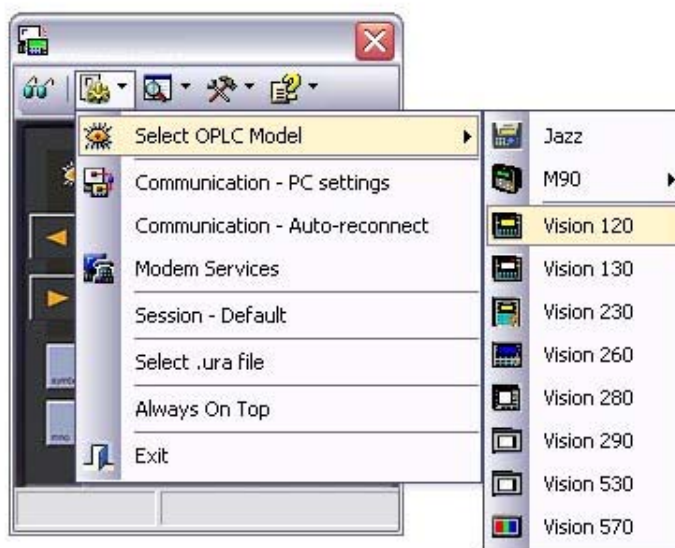 Select OPLC Model
Communication - PC settings
Communication - Auto-reconnect
Modem Services
Session - Default
Select .ura file
Always On Top
Exit
Jazz
M90
Vision 120
Vision 130
Vision 230
Vision 260
Vision 280
Vision 290
Vision 530
Vision 570